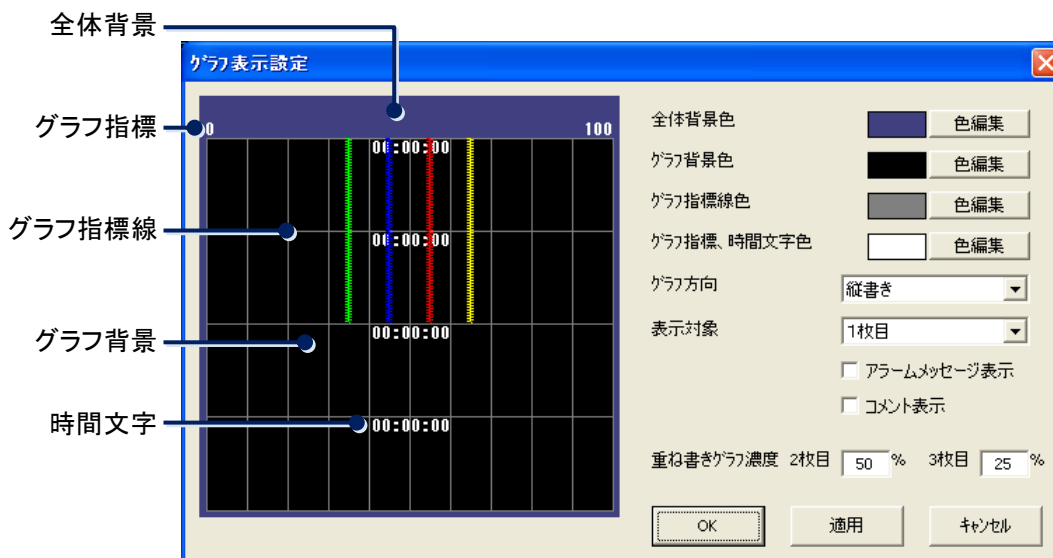 全体背景
ｸﾞﾗﾌ表示設定
グラフ指標
0 100
00:00:00
グラフ指標線
00:00:00
グラフ背景
00:00:00
時間文字
00:00:00
全体背景色 色編集
ｸﾞﾗﾌ背景色 色編集
ｸﾞﾗﾌ指標線色 色編集
ｸﾞﾗﾌ指標、時間文字色 色編集
ｸﾞﾗﾌ方向 縦書き
表示対象 1枚目
アラームメッセージ表示
コメント表示
重ね書きｸﾞﾗﾌ濃度 2枚目 50 % 3枚目 25 %
OK 適用 ｷｬﾝｾﾙ